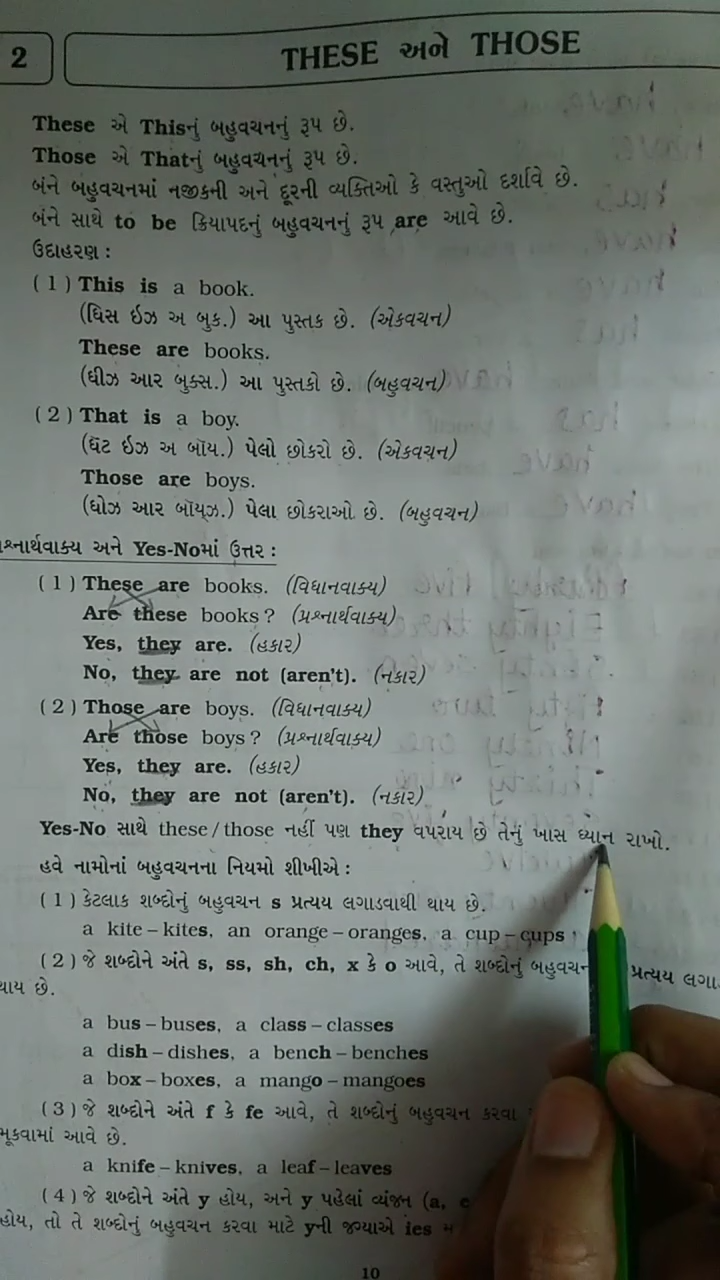 2
THESE અને THOSE
These એ Thisનું બહુવચનનું રૂપ છે.
Those એ Thatનું બહુવચનનું રૂપ છે.
બંને બહુવચનમાં નજીકની અને દૂરની વ્યક્તિઓ કે વસ્તુઓ દર્શાવે છે.
બંને સાથે to be ક્રિયાપદનું બહુવચનનું રૂપ are આવે છે.
ઉદાહરણ :
( 1 ) This is a book.
(ધિસ ઇઝ અ બુક.) આ પુસ્તક છે. (એકવચન)
These are books.
(ધીઝ આર બુક્સ.) આ પુસ્તકો છે. (બહુવચન)
( 2 ) That is a boy.
(ધૅટ ઇઝ અ બૉય.) પેલો છોકરો છે. (એકવચન)
Those are boys.
(ધોઝ આર બૉય્ઝ.) પેલા છોકરાઓ છે. (બહુવચન)
શ્નાર્થવાક્ય અને Yes-Noમાં ઉત્તર :
( 1 ) These are books. (વિધાનવાક્ય)
Are these books? (પ્રશ્નાર્થવાક્ય)
Yes, they are. (હકાર)
No, they are not (aren't). (નકાર)
( 2 ) Those are boys. (વિધાનવાક્ય)
Are those boys? (પ્રશ્નાર્થવાક્ય)
Yes, they are. (હકાર)
No, they are not (aren't). (નકાર)
Yes-No સાથે these/those નહીં પણ they વપરાય છે તેનું ખાસ ધ્યાન રાખો.
હવે નામોનાં બહુવચનના નિયમો શીખીએ :
( 1 ) કેટલાક શબ્દોનું બહુવચન s પ્રત્યય લગાડવાથી થાય છે.
a kite – kites, an orange – oranges, a cup – cups
( 2 ) જે શબ્દોને અંતે s, ss, sh, ch, x કે o આવે, તે શબ્દોનું બહુવચન પ્રત્યય લગા
થાય છે.
a bus – buses, a class – classes
a dish – dishes, a bench – benches
a box – boxes, a mango – mangoes
( 3 ) જે શબ્દોને અંતે f કે fe આવે, તે શબ્દોનું બહુવચન કરવા
મૂકવામાં આવે છે.
a knife – knives, a leaf – leaves
( 4 ) જે શબ્દોને અંતે y હોય, અને y પહેલાં વ્યંજન (a, e
હોય, તો તે શબ્દોનું બહુવચન કરવા માટે yની જગ્યાએ ies
10